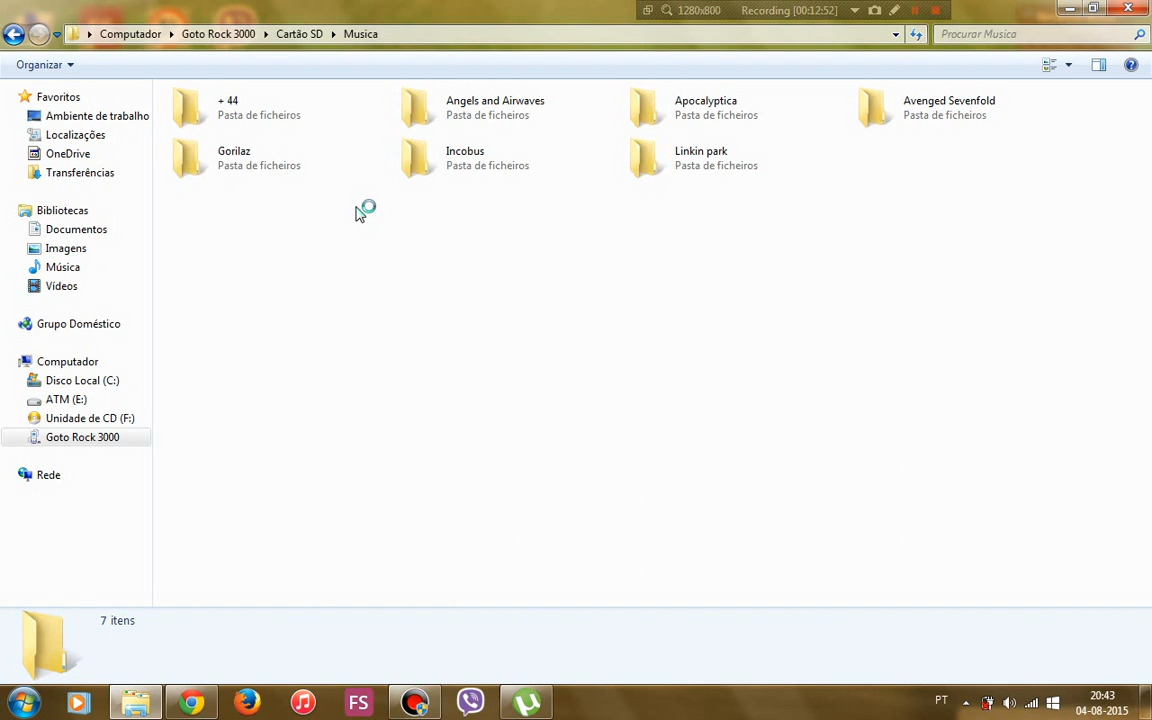 1280x800 Recording [00:12:52]
Computador Goto Rock 3000 Cartão SD Musica
Procurar Musica
Organizar
Favoritos
Ambiente de trabalho
Localizações
OneDrive
Transferências
Bibliotecas
Documentos
Imagens
Música
Vídeos
Grupo Doméstico
Computador
Disco Local (C:)
ATM (E:)
Unidade de CD (F:)
Goto Rock 3000
Rede
+ 44
Pasta de ficheiros
Angels and Airwaves
Pasta de ficheiros
Apocalyptica
Pasta de ficheiros
Avenged Sevenfold
Pasta de ficheiros
Gorilaz
Pasta de ficheiros
Incobus
Pasta de ficheiros
Linkin park
Pasta de ficheiros
7 itens
FS
PT
20:43
04-08-2015